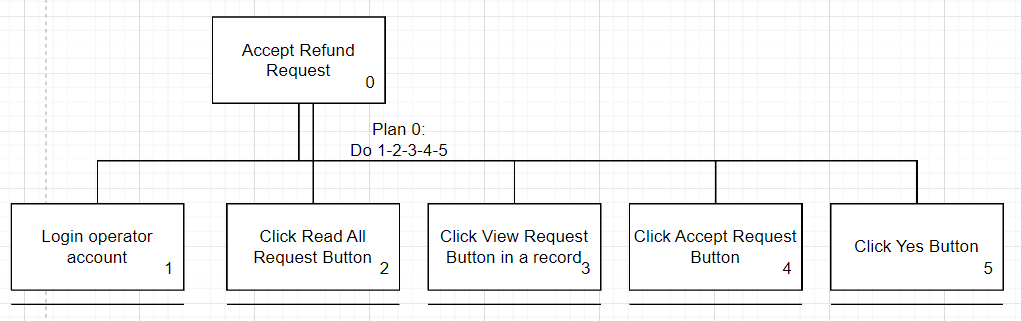 Accept Refund
Request
0
Plan 0:
Do 1-2-3-4-5
Login operator
account
1
Click Read All
Request Button
2
Click View Request
Button in a record
3
Click Accept Request
Button
4
Click Yes Button
5